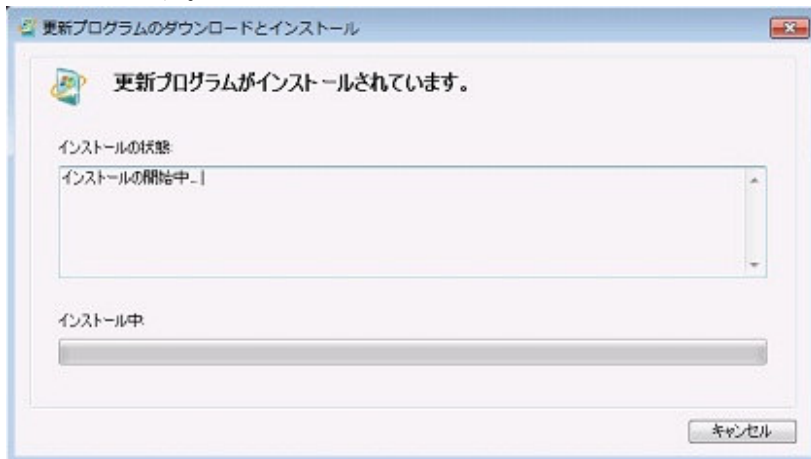 更新プログラムのダウンロードとインストール
更新プログラムがインストールされています。
インストールの状態:
インストールの開始中...
インストール中:
キャンセル